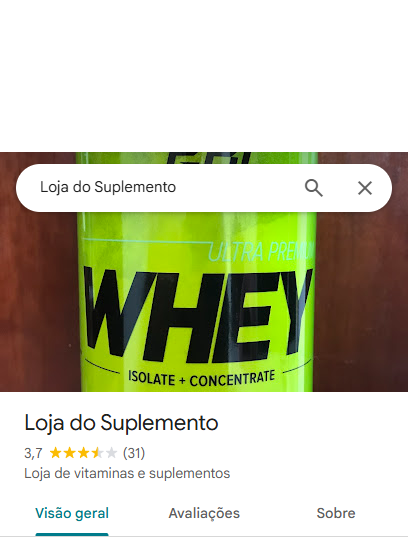 Loja do Suplemento
ULTRA PREMIUM
WHEY
ISOLATE + CONCENTRATE
Loja do Suplemento
3,7 (31)
Loja de vitaminas e suplementos
Visão geral Avaliações Sobre